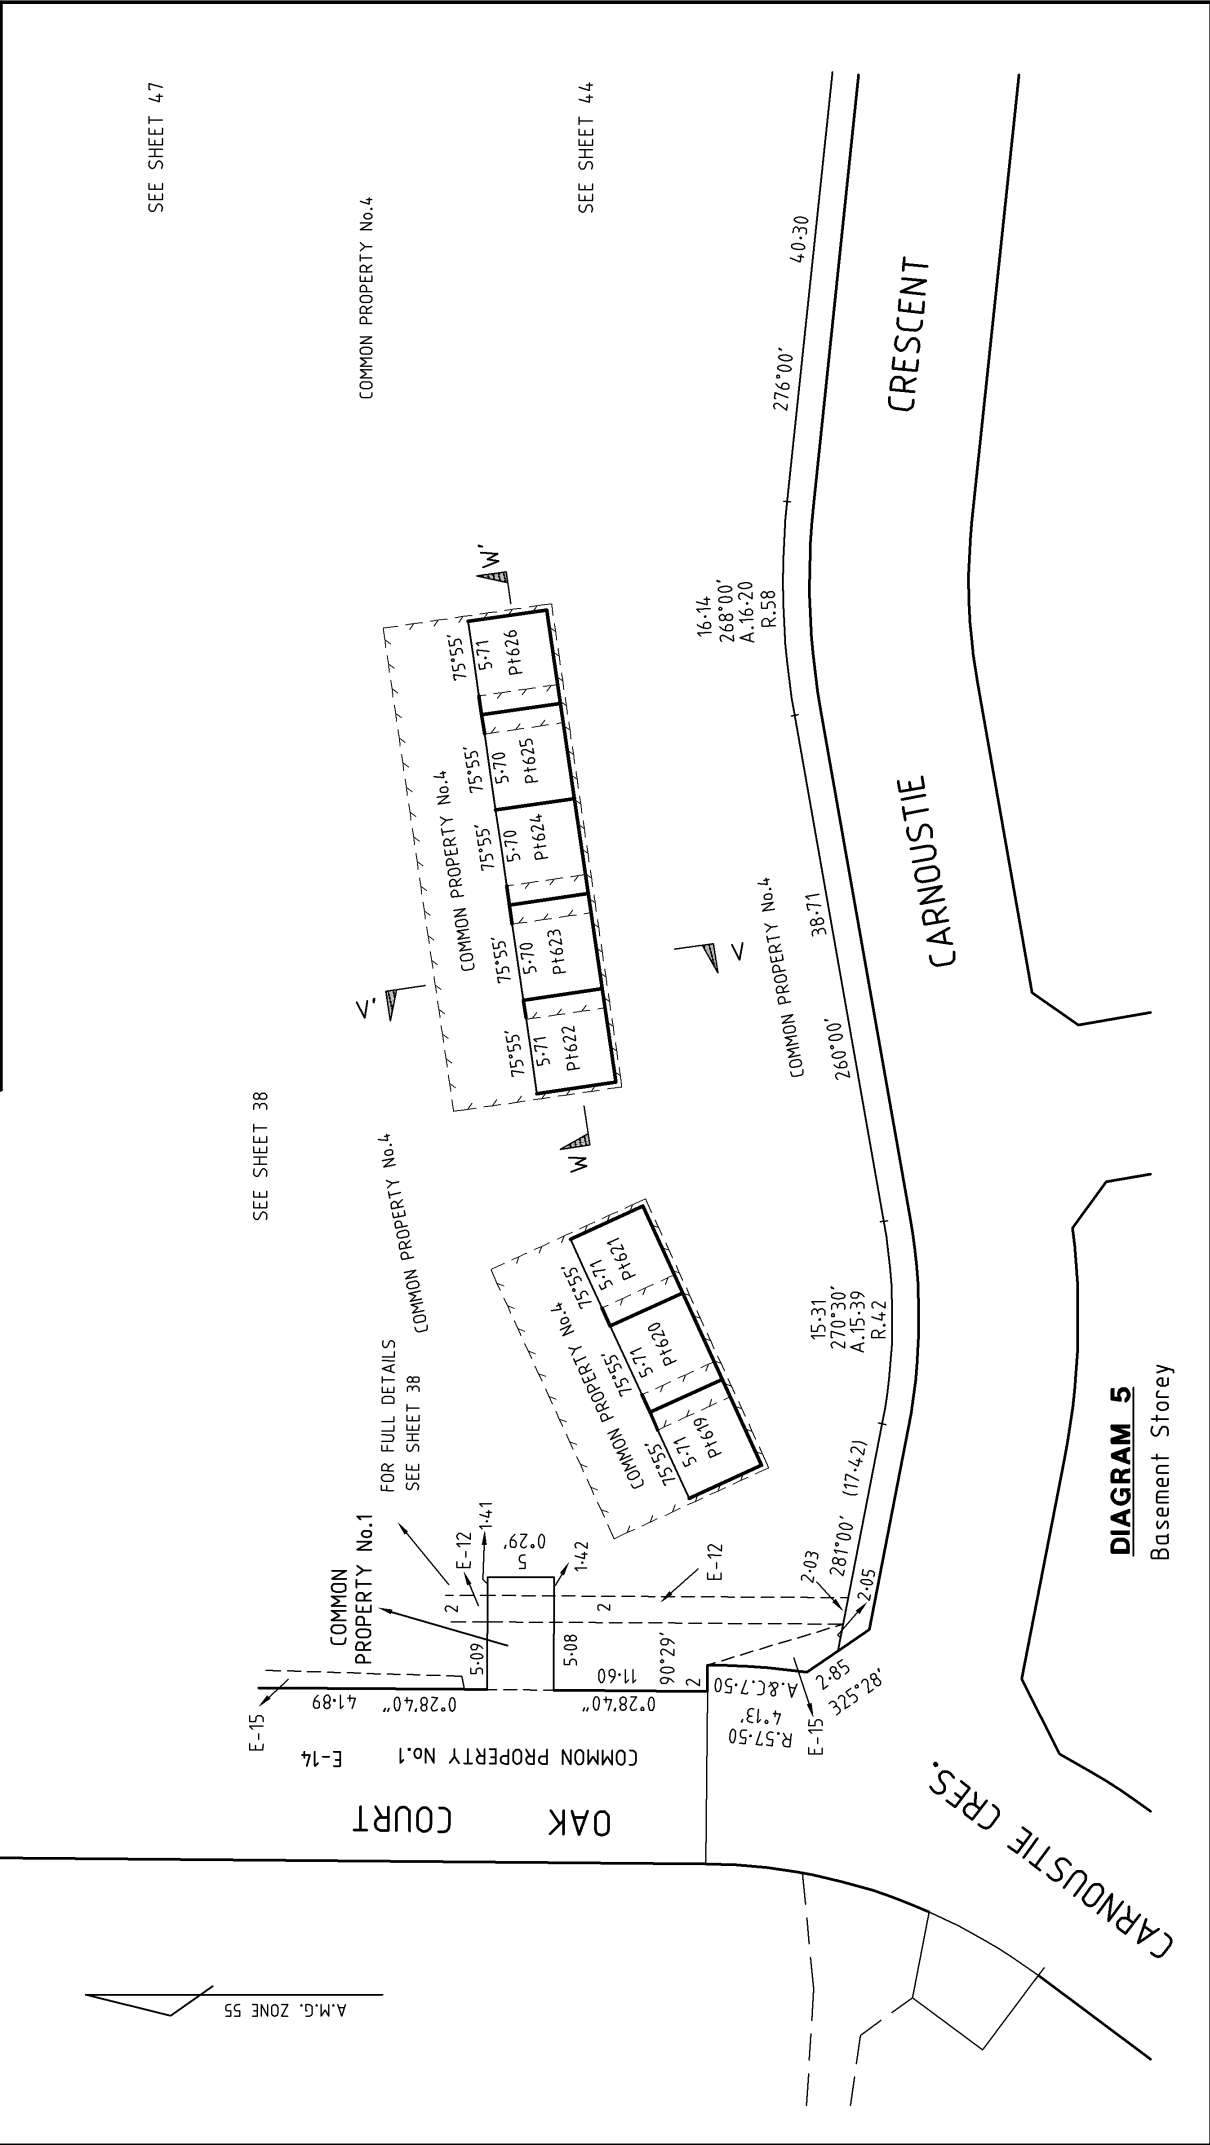 SEE SHEET 47
SEE SHEET 44
SEE SHEET 38
COMMON PROPERTY No.4
40·30
276°00'
CRESCENT
16·14
268°00'
A.16·20
R.58
W'
75°55'
5·71
Pt626
75°55'
5·70
Pt625
75°55'
5·70
Pt624
75°55'
5·70
Pt623
75°55'
5·71
Pt622
COMMON PROPERTY No.4
V'
V
W
COMMON PROPERTY No.4
38·71
260°00'
CARNOUSTIE
COMMON PROPERTY No.4
75°55'
5·71
Pt621
75°55'
5·71
Pt620
75°55'
5·71
Pt619
COMMON PROPERTY No.4
15·31
270°30'
A.15·39
R.42
(17·42)
281°00'
2·03
2·05
2·85
325°28'
FOR FULL DETAILS
SEE SHEET 38
COMMON
PROPERTY No.1
1·41
E-12
0°29'
5
1·42
E-12
2
2
5·09
5·08
11·60
90°29'
2
41·89
0°28'40"
0°28'40"
A.&C.7·50
4°13'
R.57·50
E-15
E-15
E-14
COMMON PROPERTY No.1
OAK COURT
CARNOUSTIE CRES.
A.M.G. ZONE 55
DIAGRAM 5
Basement Storey